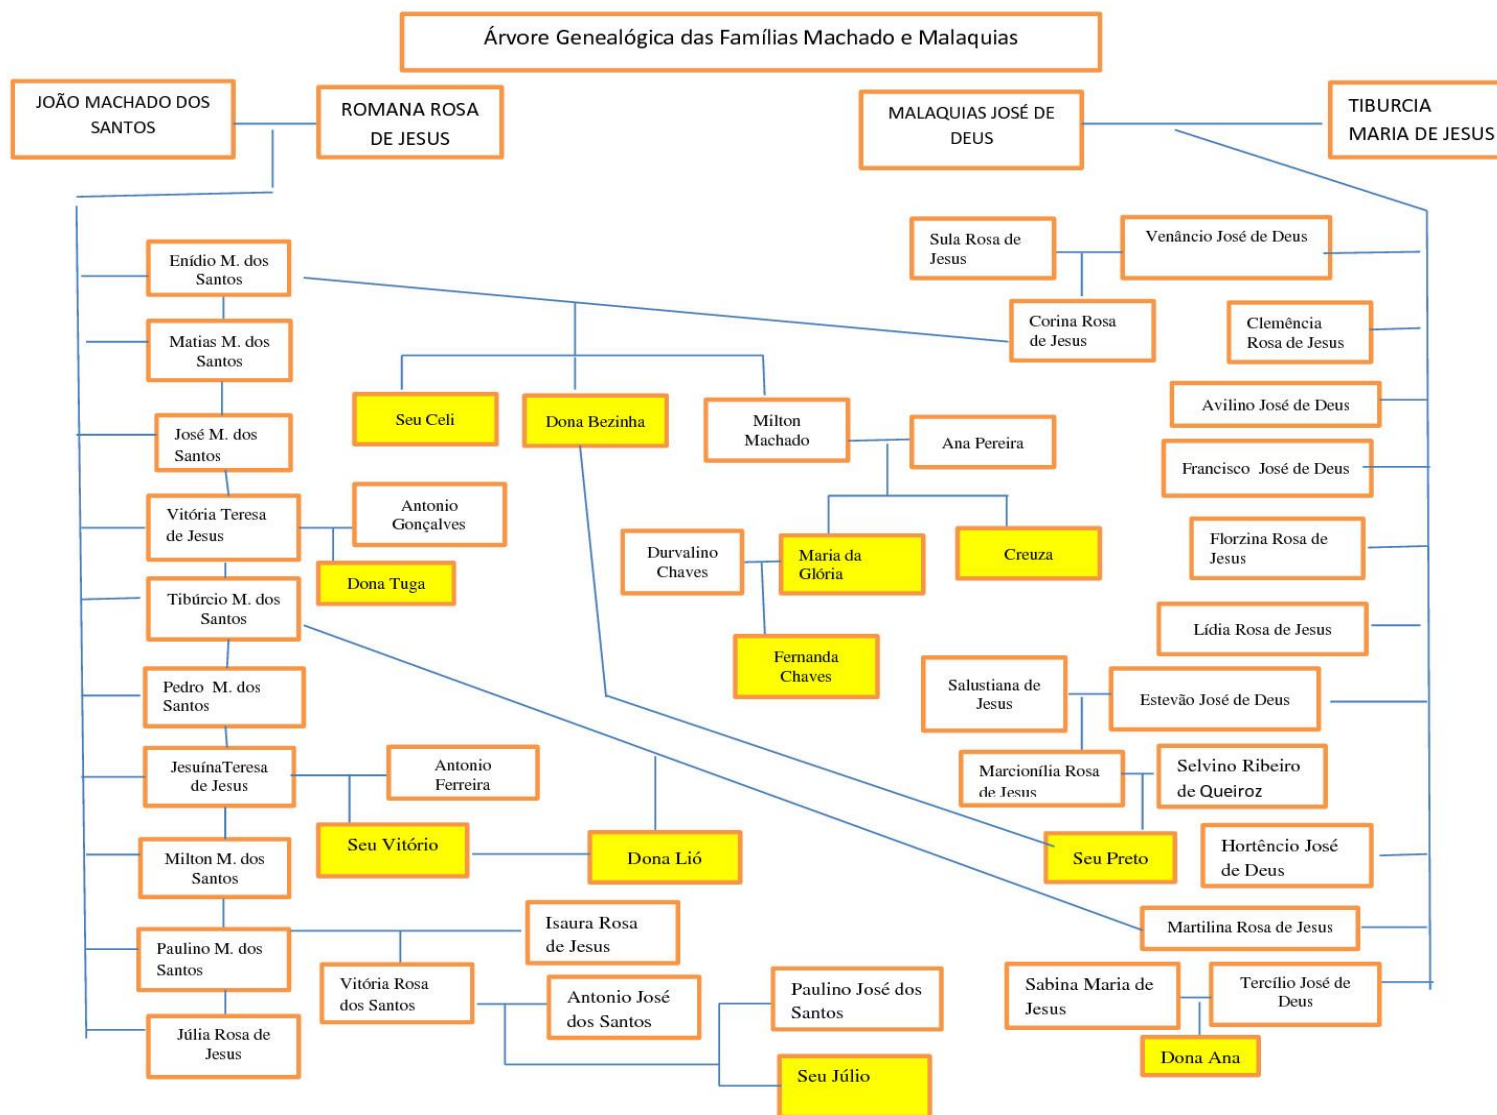 Árvore Genealógica das Famílias Machado e Malaquias
JOÃO MACHADO DOS
SANTOS
ROMANA ROSA
DE JESUS
MALAQUIAS JOSÉ DE
DEUS
TIBURCIA
MARIA DE JESUS
Enídio M. dos
Santos
Matias M. dos
Santos
José M. dos
Santos
Vitória Teresa
de Jesus
Antonio
Gonçalves
Dona Tuga
Tibúrcio M. dos
Santos
Pedro M. dos
Santos
JesuínaTeresa
de Jesus
Antonio
Ferreira
Seu Vitório
Dona Lió
Milton M. dos
Santos
Paulino M. dos
Santos
Isaura Rosa
de Jesus
Vitória Rosa
dos Santos
Antonio José
dos Santos
Paulino José dos
Santos
Seu Júlio
Júlia Rosa de
Jesus
Seu Celi
Dona Bezinha
Milton
Machado
Ana Pereira
Durvalino
Chaves
Maria da
Glória
Creuza
Fernanda
Chaves
Sula Rosa de
Jesus
Venâncio José de Deus
Corina Rosa
de Jesus
Clemência
Rosa de Jesus
Avilino José de Deus
Francisco José de Deus
Florzina Rosa de
Jesus
Lídia Rosa de Jesus
Salustiana de
Jesus
Estevão José de Deus
Marcionília Rosa
de Jesus
Selvino Ribeiro
de Queiroz
Seu Preto
Hortêncio José
de Deus
Martilina Rosa de Jesus
Sabina Maria de
Jesus
Tercílio José de
Deus
Dona Ana